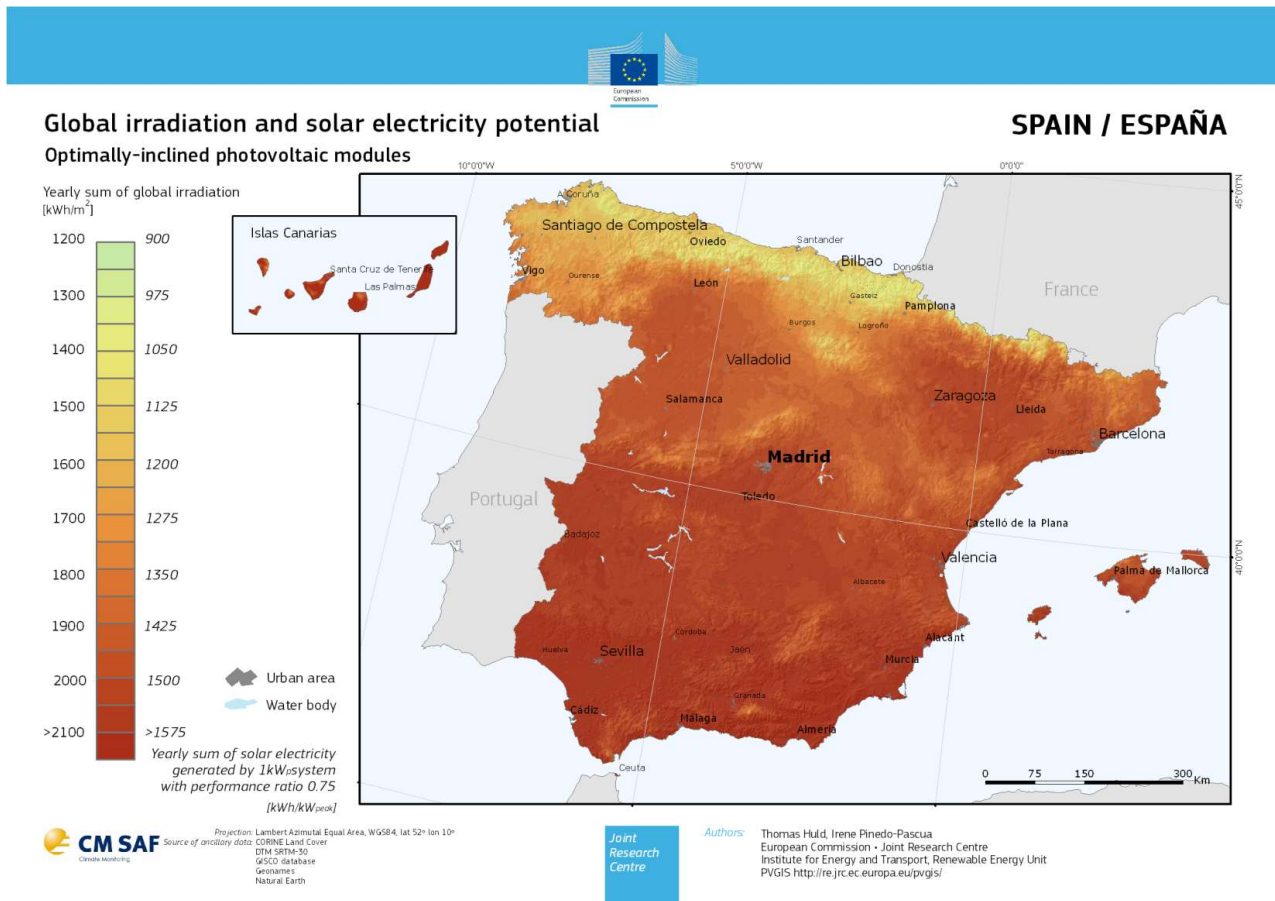 European
Commission
Global irradiation and solar electricity potential
SPAIN / ESPAÑA
Optimally-inclined photovoltaic modules
10°0'0"W
5°0'0"W
0°0'0"
45°0'0"N
Yearly sum of global irradiation
[kWh/m²]
1200 900
1300 975
1400 1050
1500 1125
1600 1200
1700 1275
1800 1350
1900 1425
2000 1500
>2100 >1575
Islas Canarias
Santa Cruz de Tenerife
Las Palmas
A Coruña
Santiago de Compostela
Oviedo
Santander
Bilbao
Donostia
Vigo
Ourense
León
Gasteiz
Pamplona
France
Burgos
Logroño
Valladolid
Salamanca
Zaragoza
Lleida
Barcelona
Tarragona
Madrid
Portugal
Toledo
Castelló de la Plana
Badajoz
Valencia
40°0'0"N
Palma de Mallorca
Albacete
Cordoba
Alacant
Huelva
Sevilla
Jaén
Murcia
Granada
Cádiz
Málaga
Almería
Ceuta
Urban area
Water body
Yearly sum of solar electricity
generated by 1kWpsystem
with performance ratio 0.75
[kWh/kWpeak]
0 75 150 300 Km
CM SAF
Climate Monitoring
Projection: Lambert Azimutal Equal Area, WGS84, lat 52º lon 10º
Source of ancillary data: CORINE Land Cover
DTM SRTM-30
GISCO database
Geonames
Natural Earth
Joint
Research
Centre
Authors: Thomas Huld, Irene Pinedo-Pascua
European Commission • Joint Research Centre
Institute for Energy and Transport, Renewable Energy Unit
PVGIS http://re.jrc.ec.europa.eu/pvgis/